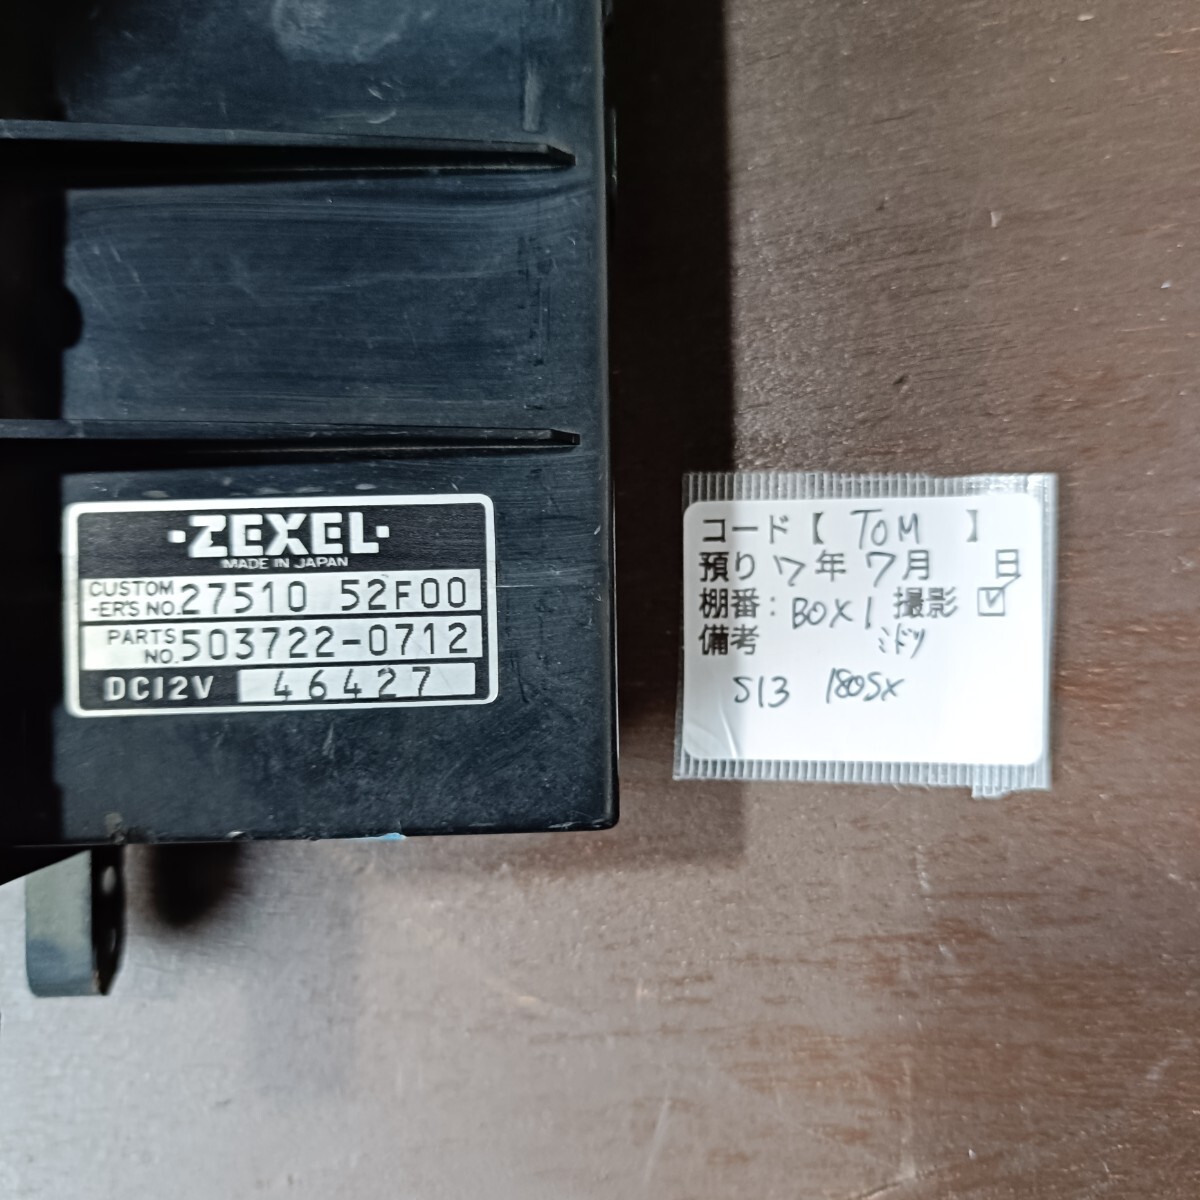 ·ZEXEL·
MADE IN JAPAN
CUSTOM
-ER'S NO. 27510 52F00
PARTS
NO. 503722-0712
DC12V 46427
コード【 TOM 】
預り 7年 7月 日
棚番: BOX1 撮影 ☑
備考 ミドリ
S13 180SX